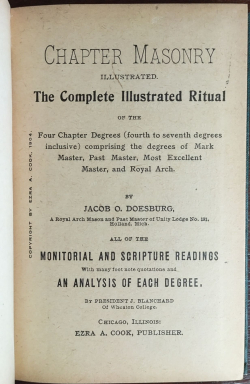 CHAPTER MASONRY
ILLUSTRATED.
The Complete Illustrated Ritual
OF THE
Four Chapter Degrees (fourth to seventh degrees
inclusive) comprising the degrees of Mark
Master, Past Master, Most Excellent
Master, and Royal Arch.
BY
JACOB O. DOESBURG,
A Royal Arch Mason and Past Master of Unity Lodge No. 191,
Holland, Mich.
ALL OF THE
MONITORIAL AND SCRIPTURE READINGS
With many foot note quotations and
AN ANALYSIS OF EACH DEGREE.
By PRESIDENT J. BLANCHARD
Of Wheaton College.
CHICAGO, ILLINOIS:
EZRA A. COOK, PUBLISHER.
COPYRIGHT BY EZRA A. COOK, 1904.